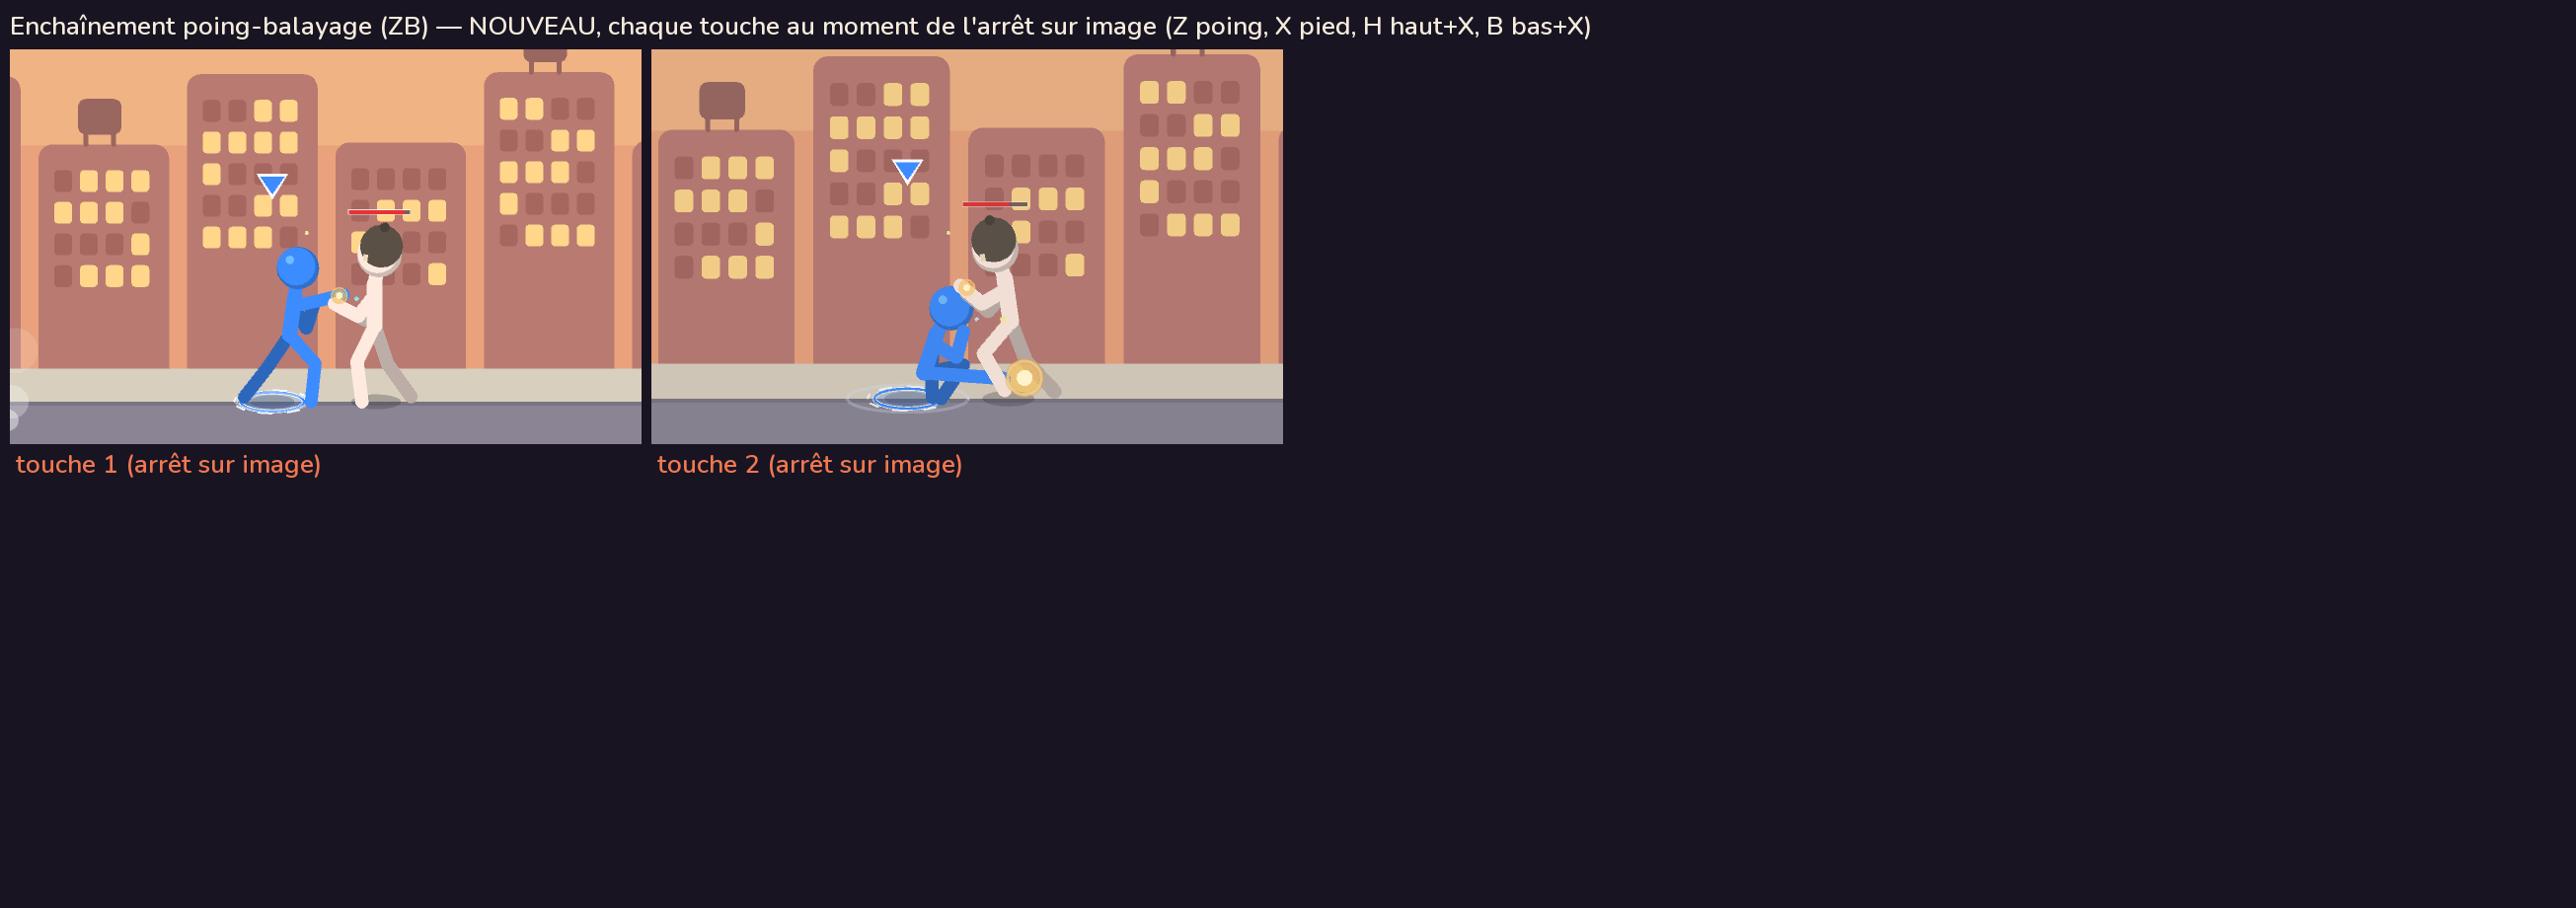 Enchaînement poing-balayage (ZB) — NOUVEAU, chaque touche au moment de l'arrêt sur image (Z poing, X pied, H haut+X, B bas+X)
touche 1 (arrêt sur image)
touche 2 (arrêt sur image)